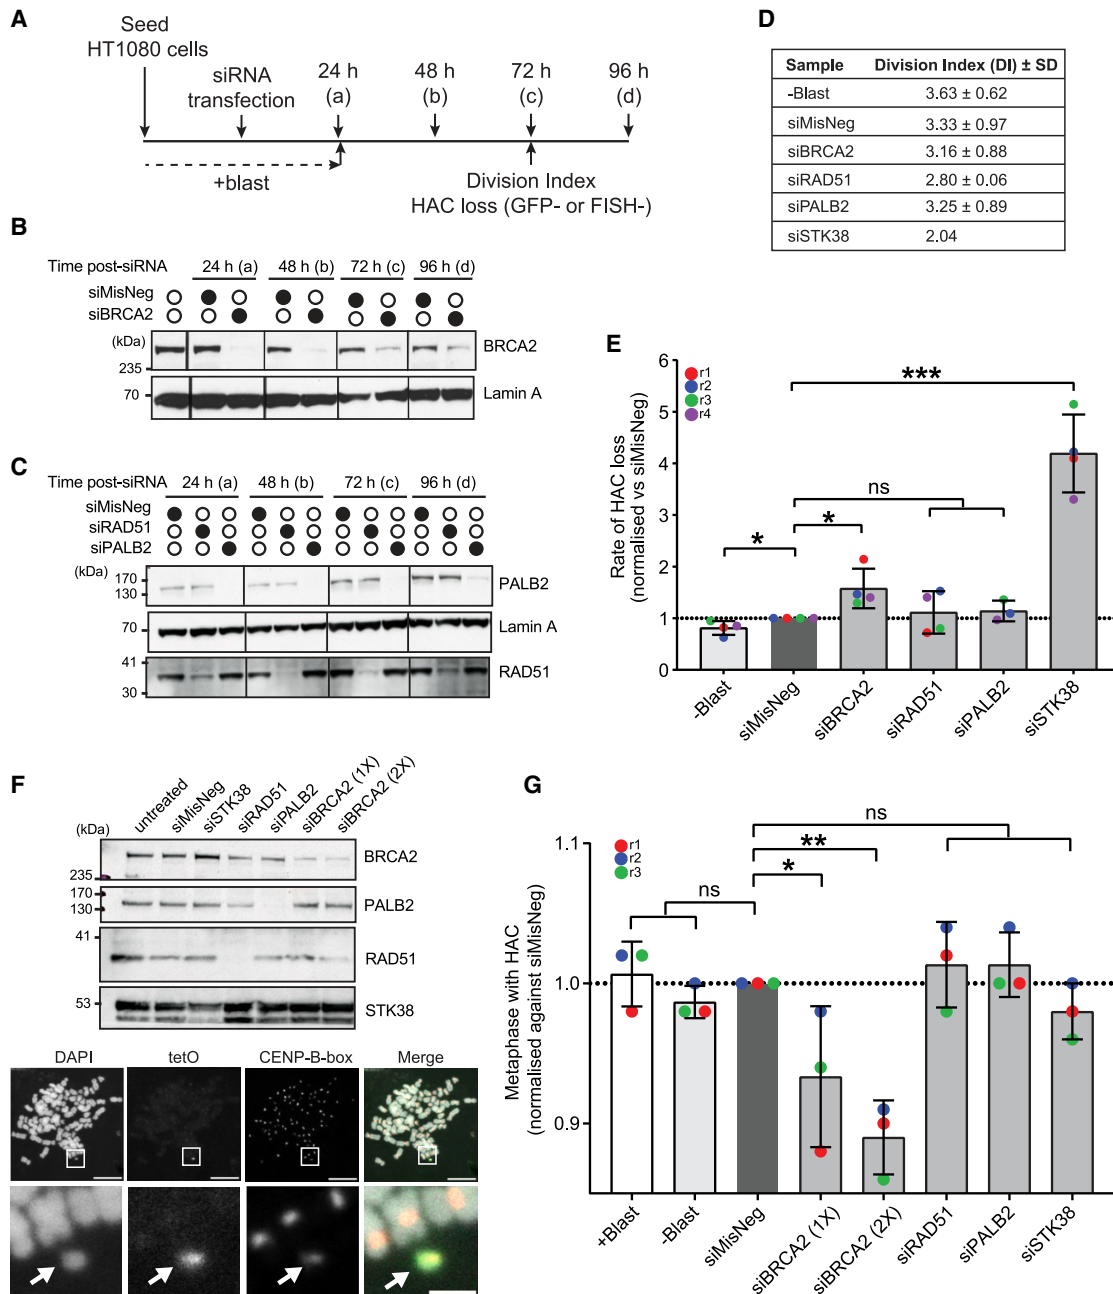 A
Seed
HT1080 cells
siRNA
transfection
24 h
(a)
48 h
(b)
72 h
(c)
96 h
(d)
+blast
Division Index
HAC loss (GFP- or FISH-)
D
Sample Division Index (DI) ± SD
-Blast 3.63 ± 0.62
siMisNeg 3.33 ± 0.97
siBRCA2 3.16 ± 0.88
siRAD51 2.80 ± 0.06
siPALB2 3.25 ± 0.89
siSTK38 2.04
B
Time post-siRNA 24 h (a) 48 h (b) 72 h (c) 96 h (d)
siMisNeg
siBRCA2
(kDa)
235
BRCA2
70
Lamin A
C
Time post-siRNA 24 h (a) 48 h (b) 72 h (c) 96 h (d)
siMisNeg
siRAD51
siPALB2
(kDa)
170
130
PALB2
70
Lamin A
41
30
RAD51
E
Rate of HAC loss
(normalised vs siMisNeg)
6
5
4
3
2
1
0
r1
r2
r3
r4
***
ns
*
*
-Blast
siMisNeg
siBRCA2
siRAD51
siPALB2
siSTK38
F
untreated
siMisNeg
siSTK38
siRAD51
siPALB2
siBRCA2 (1X)
siBRCA2 (2X)
(kDa)
235
BRCA2
170
130
PALB2
41
RAD51
53
STK38
DAPI tetO CENP-B-box Merge
G
Metaphase with HAC
(normalised against siMisNeg)
1.1
1.0
0.9
r1
r2
r3
ns
**
*
ns
+Blast
-Blast
siMisNeg
siBRCA2 (1X)
siBRCA2 (2X)
siRAD51
siPALB2
siSTK38